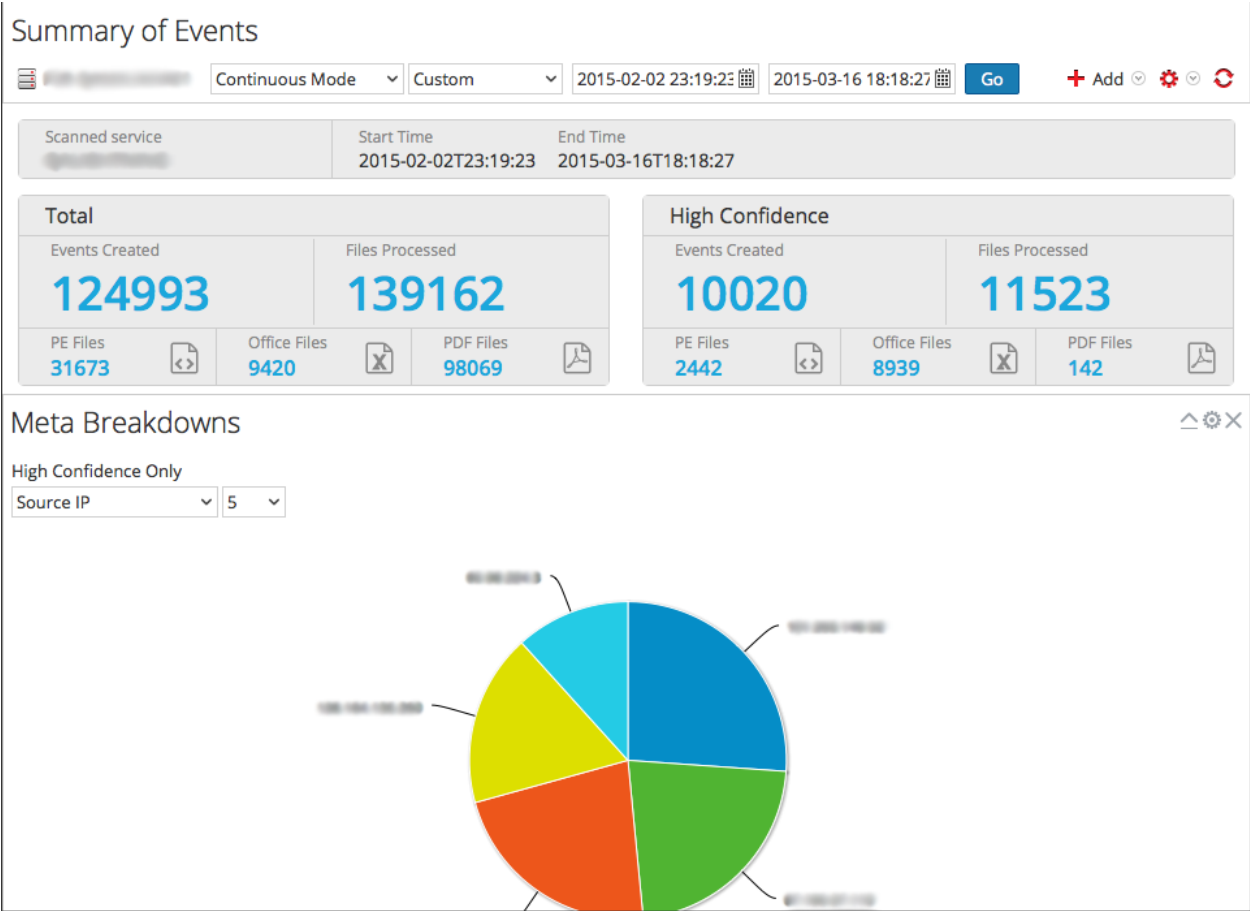 Summary of Events
Continuous Mode Custom 2015-02-02 23:19:23 2015-03-16 18:18:27 Go Add
Scanned service Start Time End Time
2015-02-02T23:19:23 2015-03-16T18:18:27
Total High Confidence
Events Created Files Processed Events Created Files Processed
124993 139162 10020 11523
PE Files Office Files PDF Files PE Files Office Files PDF Files
31673 9420 98069 2442 8939 142
Meta Breakdowns
High Confidence Only
Source IP 5